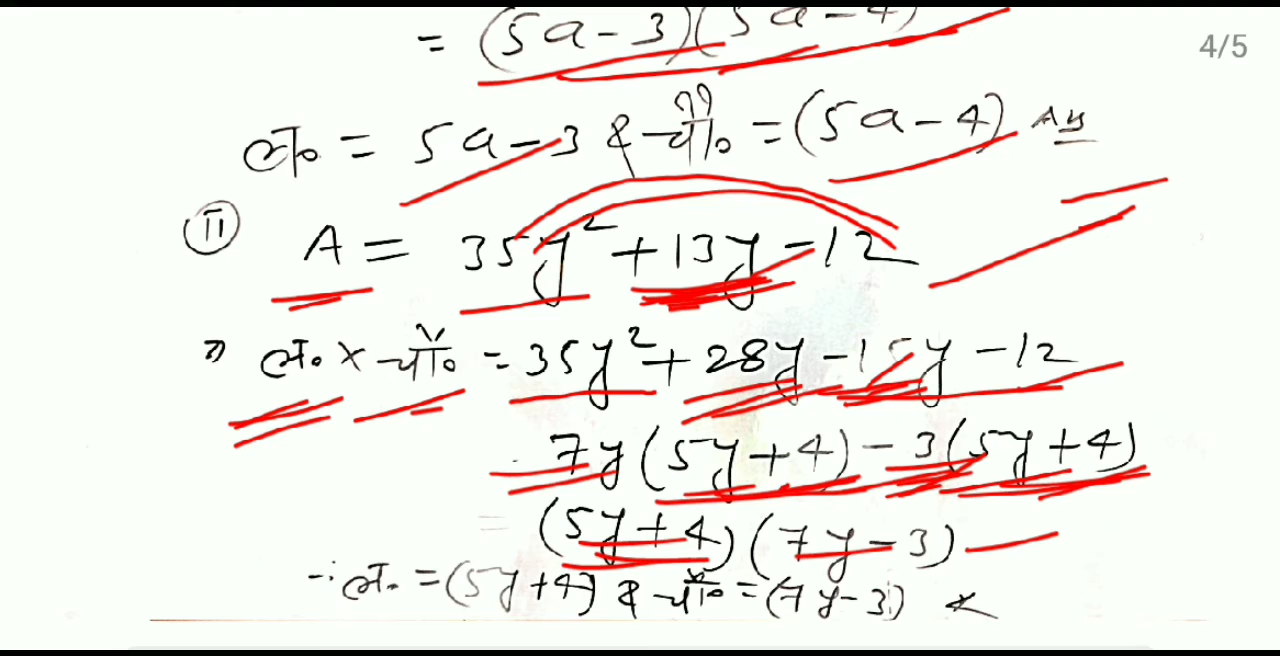 = (5a-3)(5a-4)
4/5
ल० = 5a-3 & चौ० = (5a-4) Ans
(ii) A = 35y²+13y-12
ल० × चौ० = 35y²+28y-15y-12
7y(5y+4)-3(5y+4)
= (5y+4)(7y-3)
∴ ल० = (5y+4) & चौ० = (7y-3)